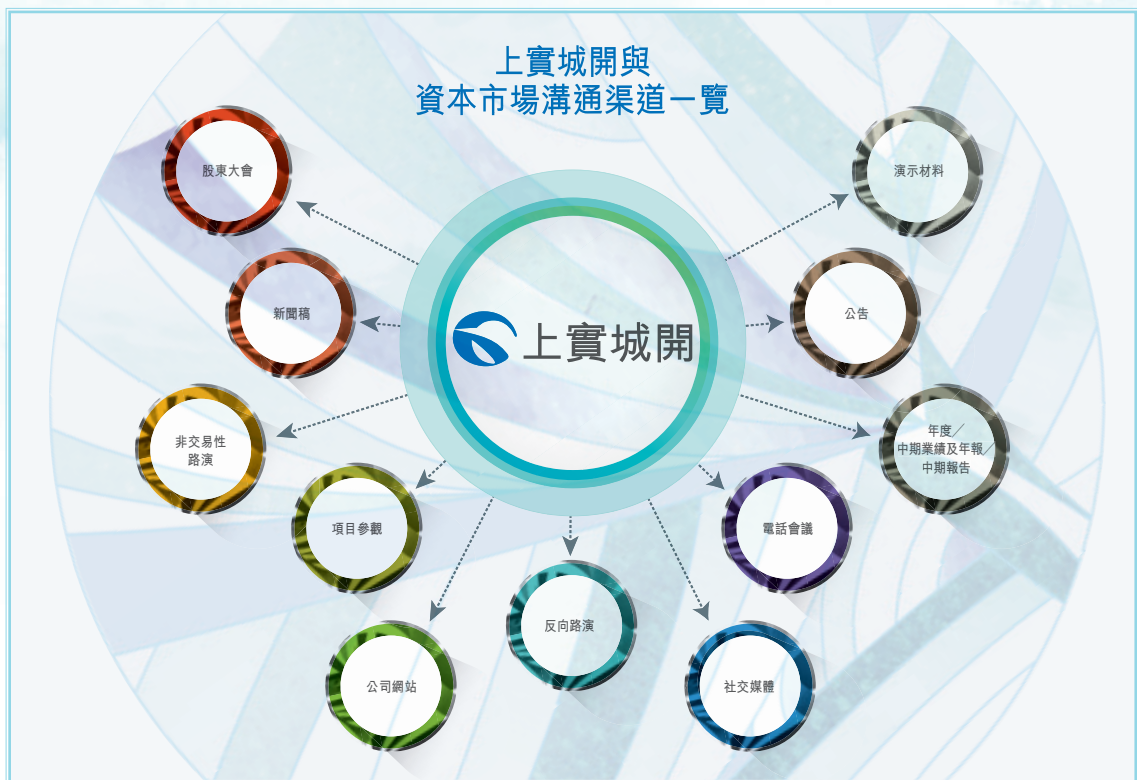 上實城開與
資本市場溝通渠道一覽
股東大會
演示材料
新聞稿
公告
上實城開
非交易性
路演
年度／
中期業績及年報／
中期報告
項目參觀
電話會議
反向路演
公司網站
社交媒體